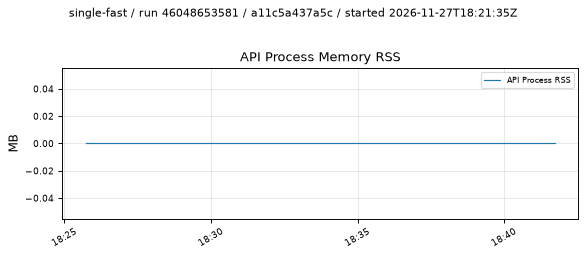 single-fast / run 46048653581 / a11c5a437a5c / started 2026-11-27T18:21:35Z
API Process Memory RSS
API Process RSS
MB
0.04
0.02
0.00
−0.02
−0.04
18:25
18:30
18:35
18:40